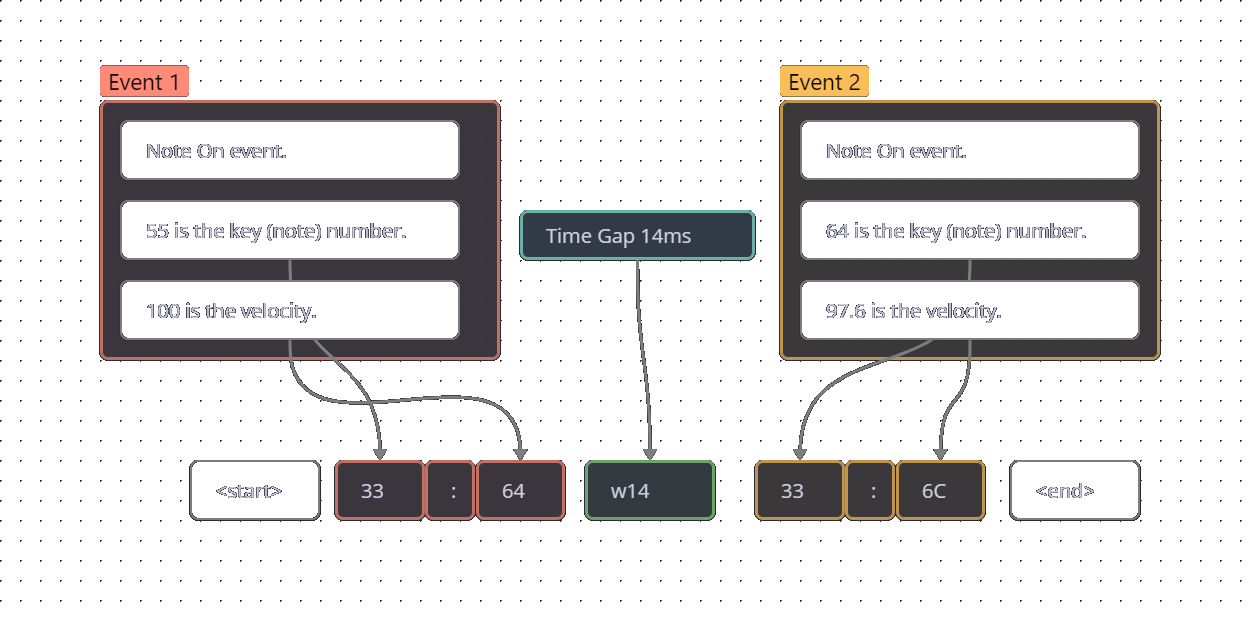 Event 1
Note On event.
55 is the key (note) number.
100 is the velocity.
Time Gap 14ms
Event 2
Note On event.
64 is the key (note) number.
97.6 is the velocity.
<start> 33 : 64 w14 33 : 6C <end>